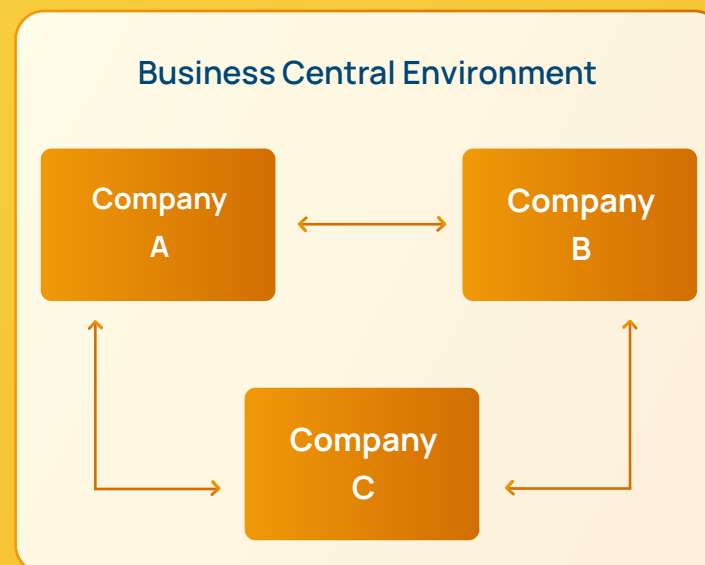 Business Central Environment
Company
A
Company
B
Company
C